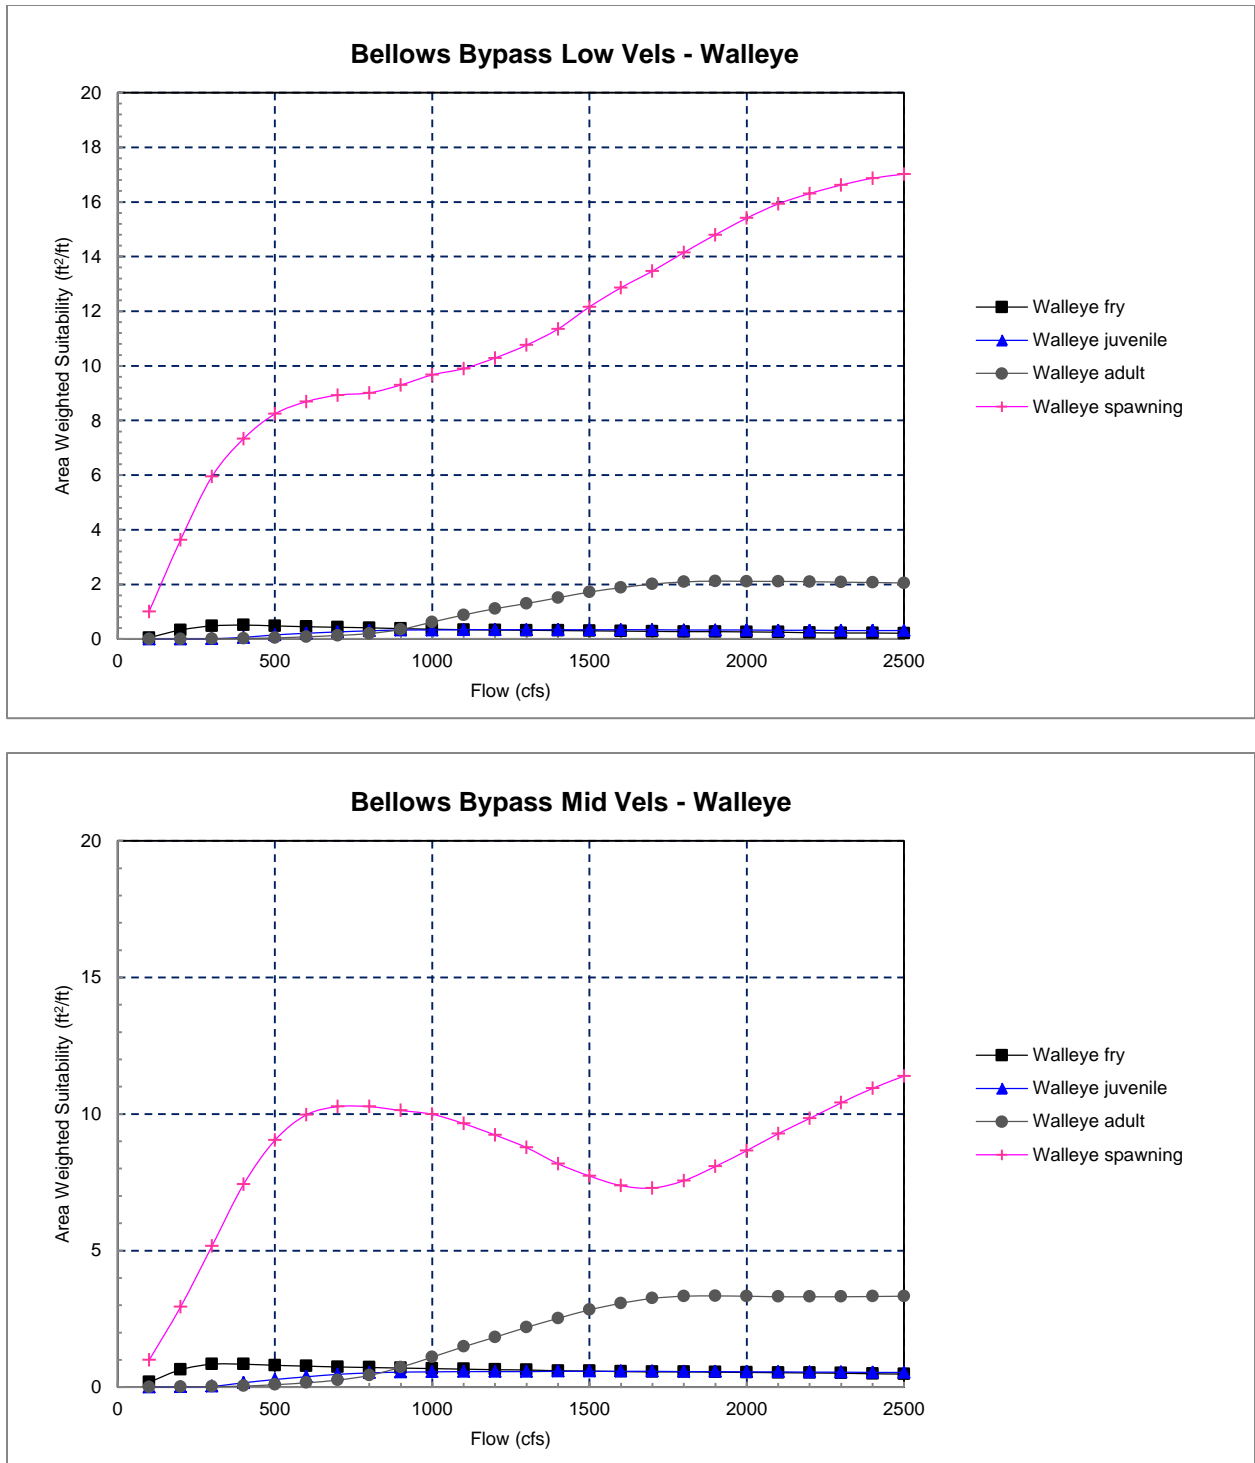 Bellows Bypass Low Vels - Walleye
20
18
16
14
12
10
8
6
4
2
0
Area Weighted Suitability (ft²/ft)
0 500 1000 1500 2000 2500
Flow (cfs)
Walleye fry
Walleye juvenile
Walleye adult
Walleye spawning
Bellows Bypass Mid Vels - Walleye
20
15
10
5
0
Area Weighted Suitability (ft²/ft)
0 500 1000 1500 2000 2500
Flow (cfs)
Walleye fry
Walleye juvenile
Walleye adult
Walleye spawning